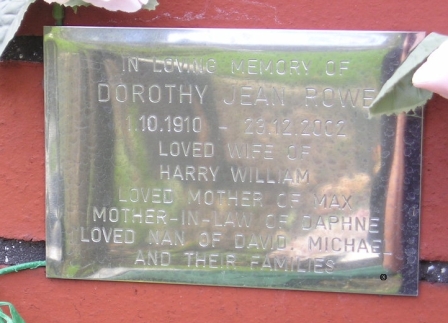 IN LOVING MEMORY OF
DOROTHY JEAN ROWE
1.10.1910 - 23.12.2002
LOVED WIFE OF
HARRY WILLIAM
LOVED MOTHER OF MAX
MOTHER-IN-LAW OF DAPHNE
LOVED NAN OF DAVID, MICHAEL
AND THEIR FAMILIES